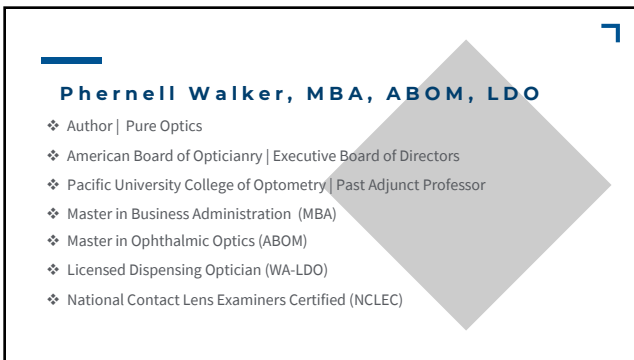 Phernell Walker, MBA, ABOM, LDO
❖ Author | Pure Optics
❖ American Board of Opticianry | Executive Board of Directors
❖ Pacific University College of Optometry | Past Adjunct Professor
❖ Master in Business Administration (MBA)
❖ Master in Ophthalmic Optics (ABOM)
❖ Licensed Dispensing Optician (WA-LDO)
❖ National Contact Lens Examiners Certified (NCLEC)